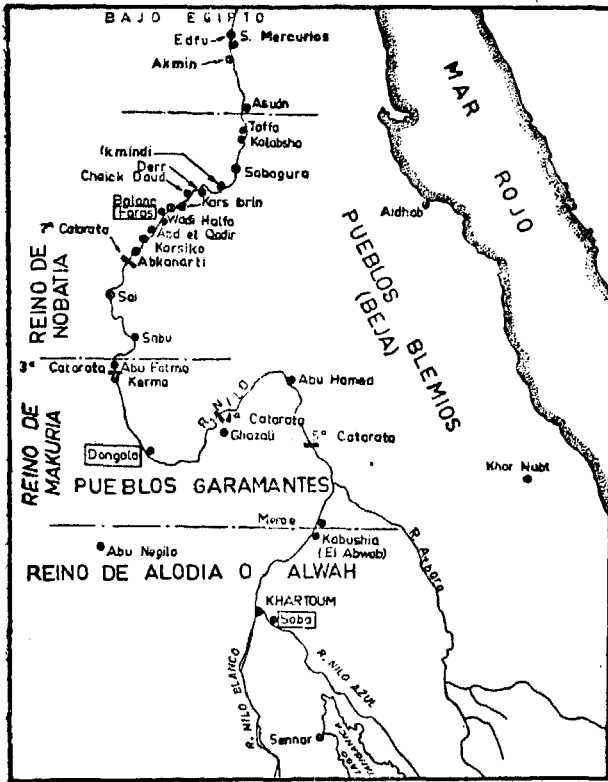 BAJO EGIPTO
Edfu
S. Mercurios
Akmin
Asuán
Taffa
Kalabsha
Ikmindi
Derr
Cheick Daud
Sabagura
Kars Ibrin
Faras
Wadi Halfa
Abd el Qadir
Korsiko
Abkanarti
Catarata
Sai
Sabu
REINO DE
NOBATIA
3ª Catarata
Abu Fatma
Kerma
REINO DE
MAKURIA
Dongola
R. NILO
4ª Catarata
Ghazali
Abu Hamed
5ª Catarata
PUEBLOS GARAMANTES
MAR
ROJO
Aidhab
PUEBLOS BLEMIOS
(BEJA)
Khor Nubt
Meroe
Kabushia
(El Abwab)
Abu Negila
REINO DE ALODIA O ALWAH
R. Atbara
KHARTOUM
Soba
R. NILO BLANCO
R. NILO AZUL
Sennar
LAGO